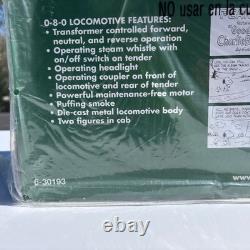 NO usar en la cu
0-8-0 LOCOMOTIVE FEATURES:
• Transformer controlled forward,
neutral, and reverse operation
• Operating steam whistle with
on/off switch on tender
• Operating headlight
• Operating coupler on front of
locomotive and rear of tender
• Powerful maintenance-free motor
• Puffing smoke
• Die-cast metal locomotive body
• Two figures in cab
6-30193
www.